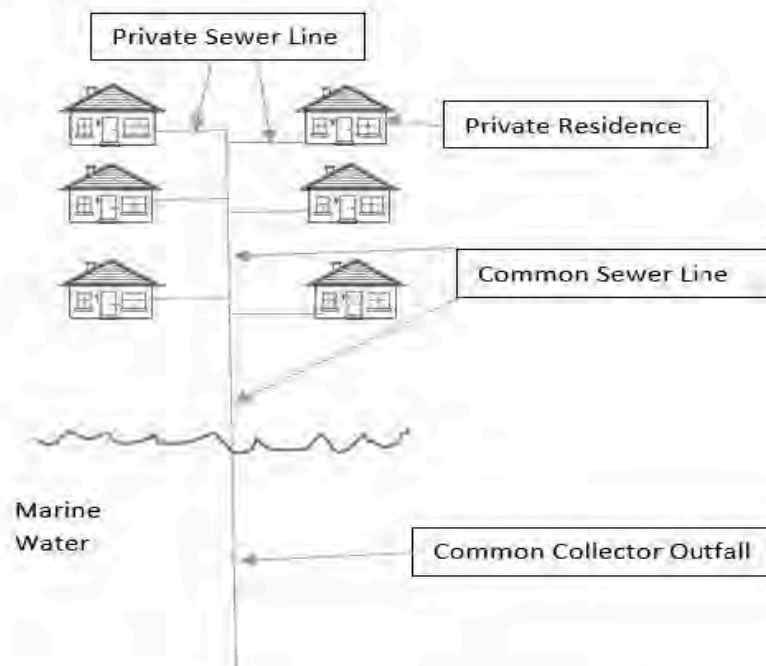 Private Sewer Line
Private Residence
Common Sewer Line
Marine
Water
Common Collector Outfall